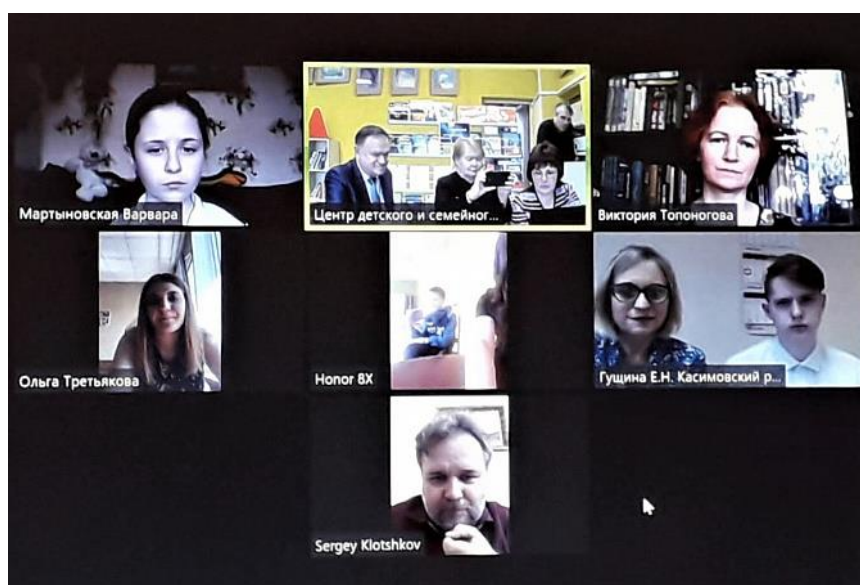 Мартыновская Варвара
Центр детского и семейног...
Виктория Топоногова
Ольга Третьякова
Honor 8X
Гущина Е.Н. Касимовский р...
Sergey Klotshkov